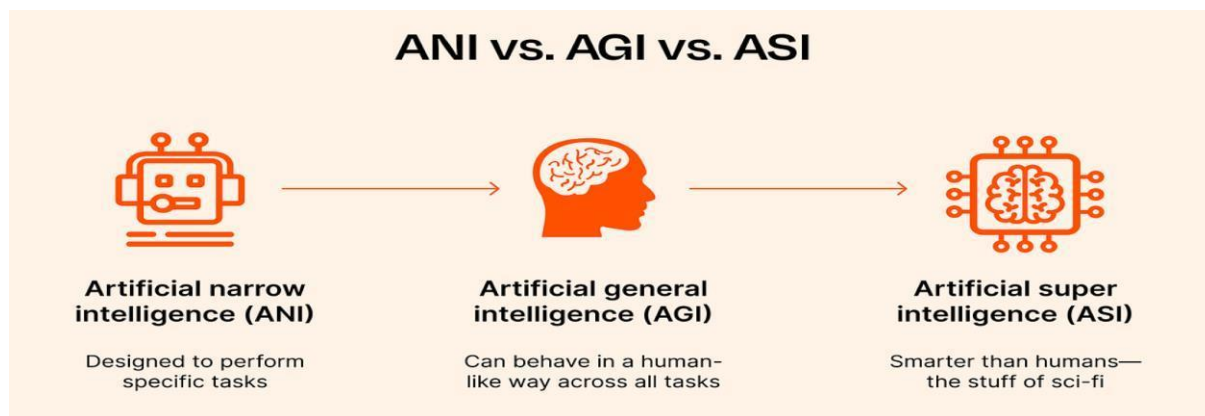 ANI vs. AGI vs. ASI
Artificial narrow
intelligence (ANI)
Designed to perform
specific tasks
Artificial general
intelligence (AGI)
Can behave in a human-
like way across all tasks
Artificial super
intelligence (ASI)
Smarter than humans—
the stuff of sci-fi